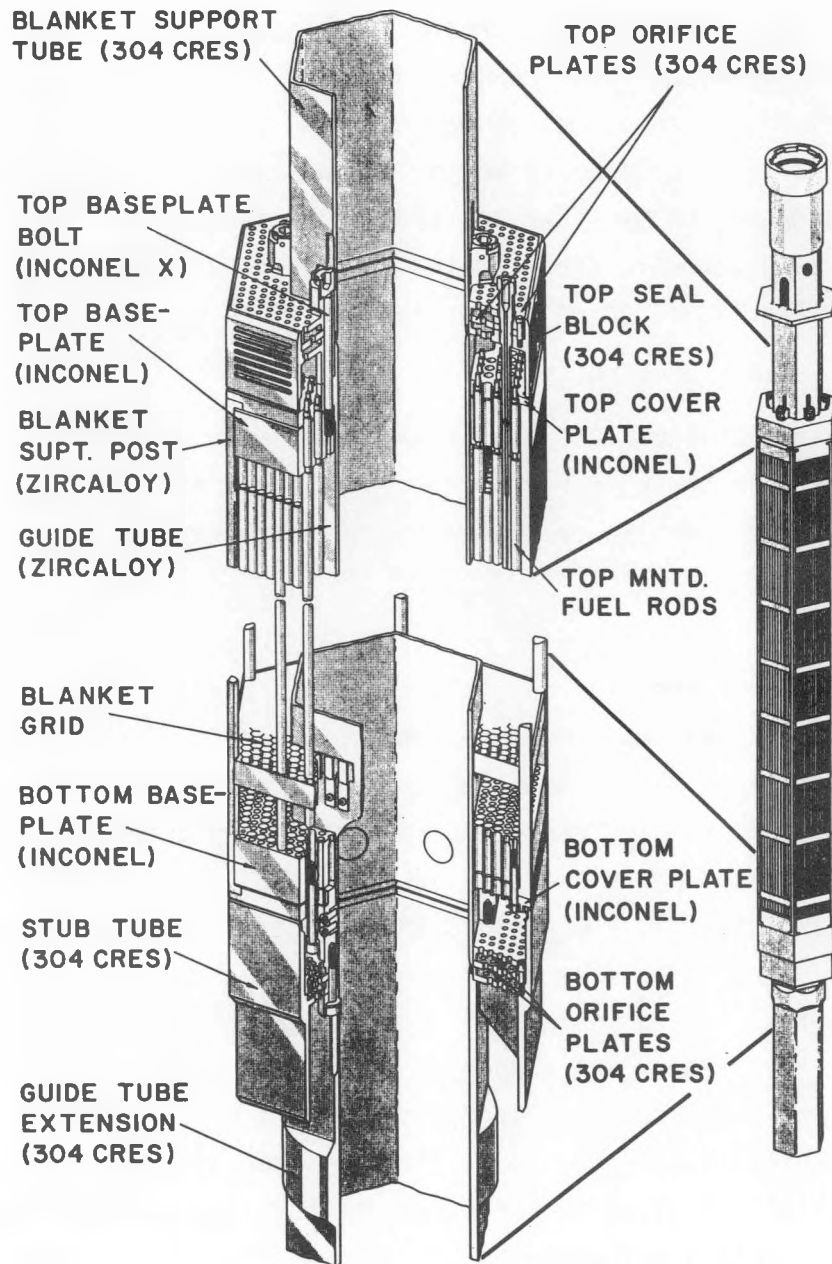 BLANKET SUPPORT
TUBE (304 CRES)
TOP ORIFICE
PLATES (304 CRES)
TOP BASEPLATE
BOLT
(INCONEL X)
TOP BASE-
PLATE
(INCONEL)
BLANKET
SUPT. POST
(ZIRCALOY)
GUIDE TUBE
(ZIRCALOY)
TOP SEAL
BLOCK
(304 CRES)
TOP COVER
PLATE
(INCONEL)
TOP MNTD.
FUEL RODS
BLANKET
GRID
BOTTOM BASE-
PLATE
(INCONEL)
STUB TUBE
(304 CRES)
GUIDE TUBE
EXTENSION
(304 CRES)
BOTTOM
COVER PLATE
(INCONEL)
BOTTOM
ORIFICE
PLATES
(304 CRES)